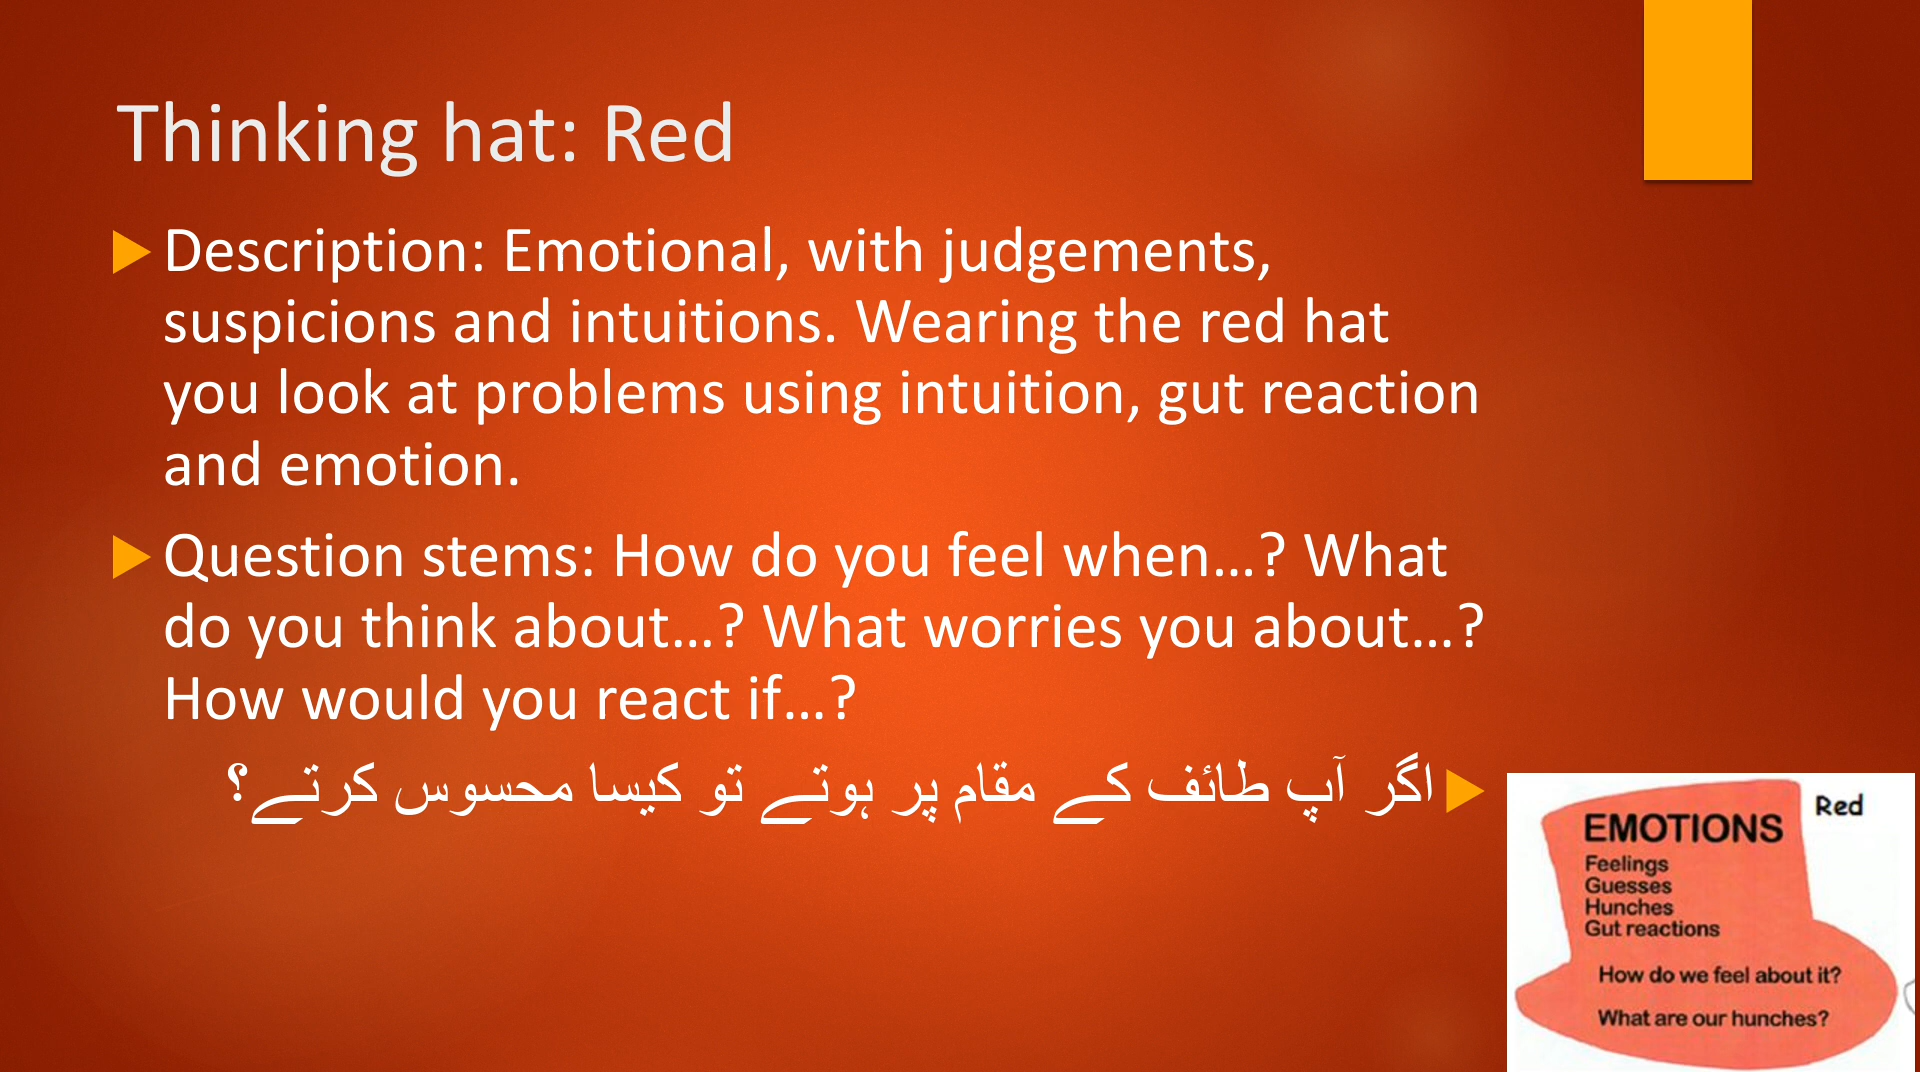 Thinking hat: Red
Description: Emotional, with judgements,
suspicions and intuitions. Wearing the red hat
you look at problems using intuition, gut reaction
and emotion.
Question stems: How do you feel when…? What
do you think about…? What worries you about…?
How would you react if…?
اگر آپ طائف کے مقام پر ہوتے تو کیسا محسوس کرتے؟
Red
EMOTIONS
Feelings
Guesses
Hunches
Gut reactions
How do we feel about it?
What are our hunches?